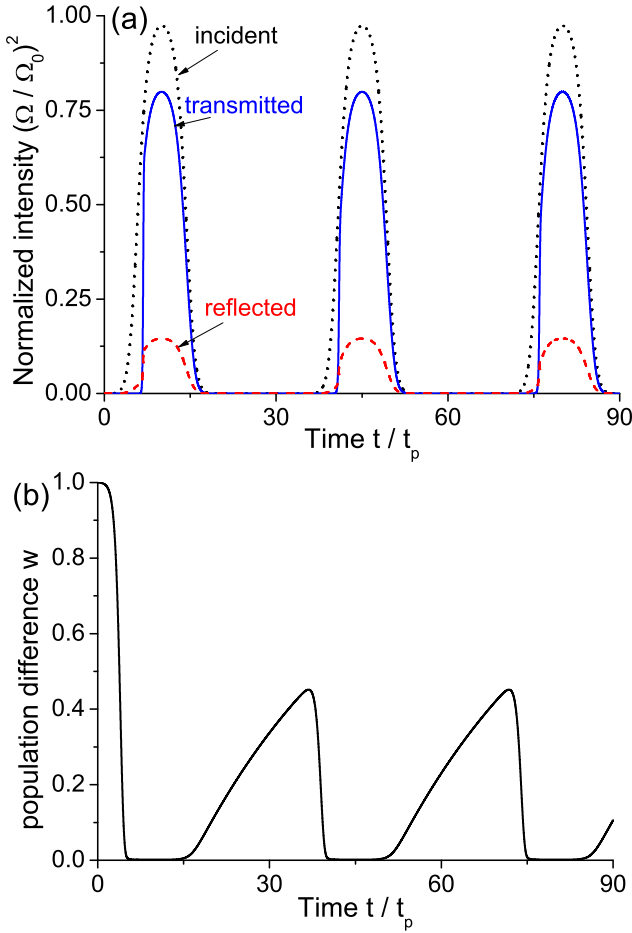 (a)
incident
transmitted
reflected
Normalized intensity (Ω / Ω₀)²
1.00
0.75
0.50
0.25
0.00
0 30 60 90
Time t / tₚ
(b)
population difference w
1.0
0.8
0.6
0.4
0.2
0.0
0 30 60 90
Time t / tₚ